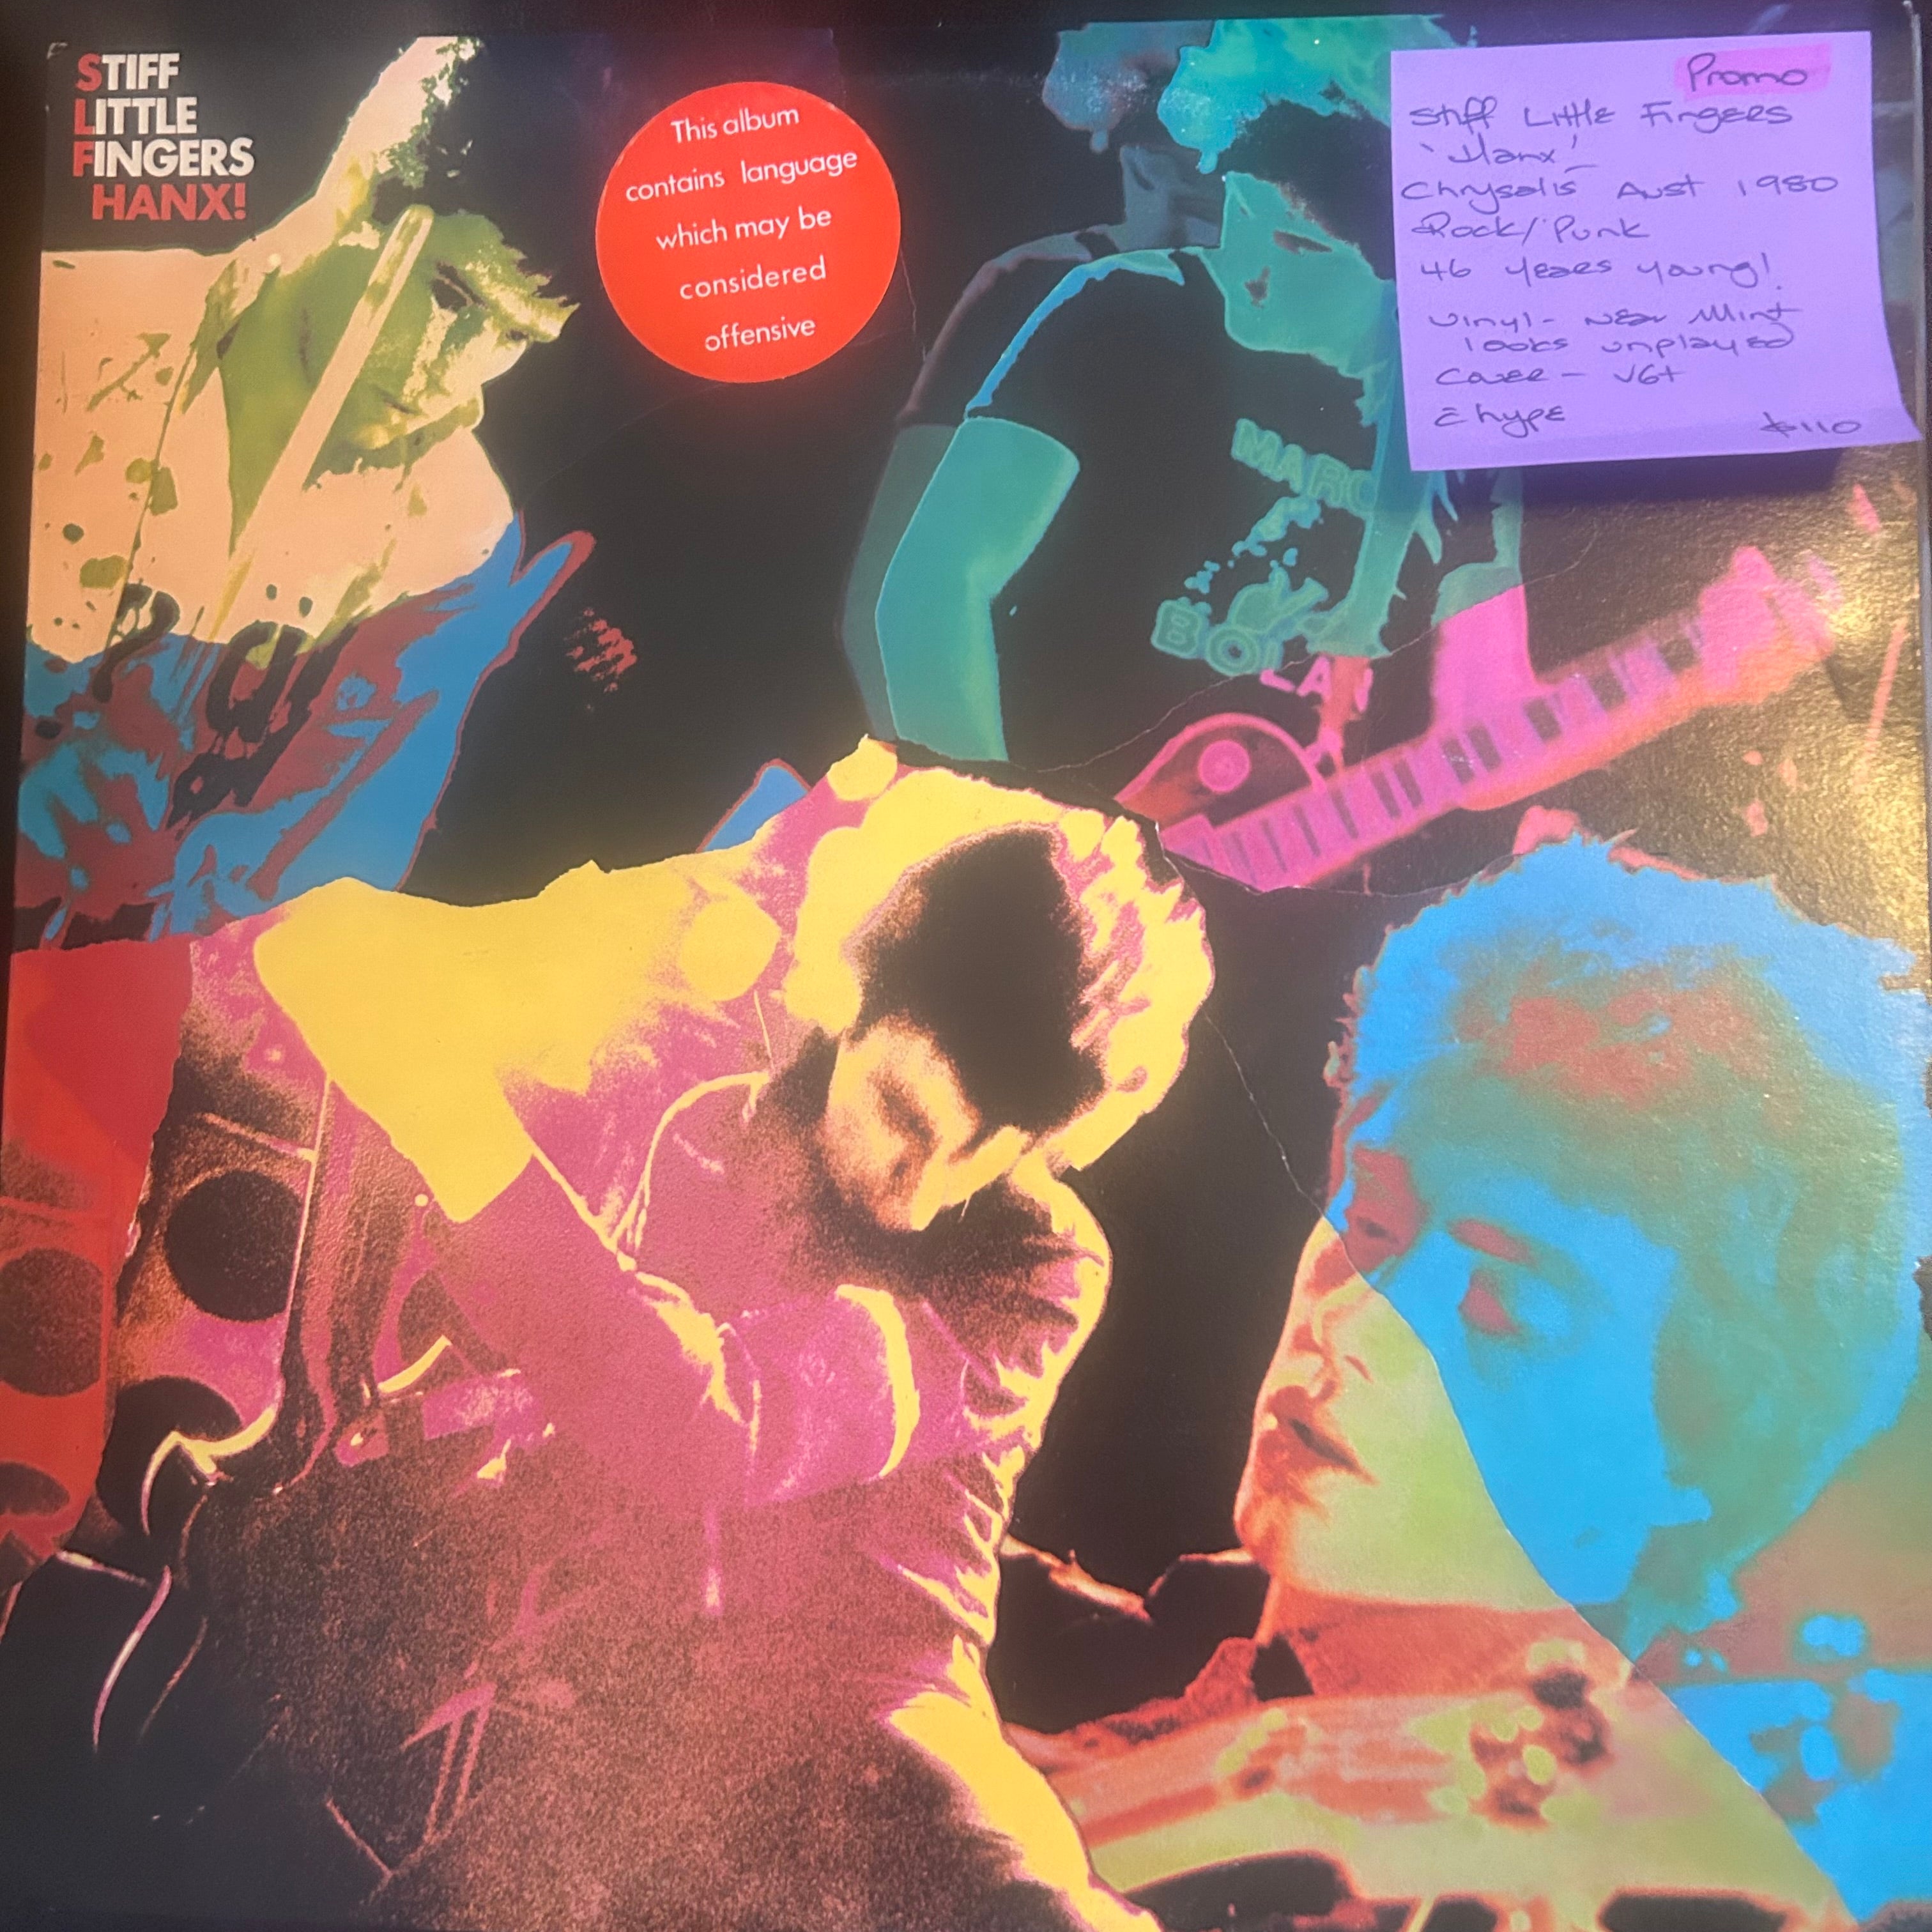 STIFF
LITTLE
FINGERS
HANX!
This album
contains language
which may be
considered
offensive
Promo
Stiff Little Fingers
'Hanx'
Chrysalis Aust 1980
Rock/Punk
46 years young!
Vinyl - Near Mint
looks unplayed
Cover - VG+
c̄ hype
$110
MARC
BOLAN